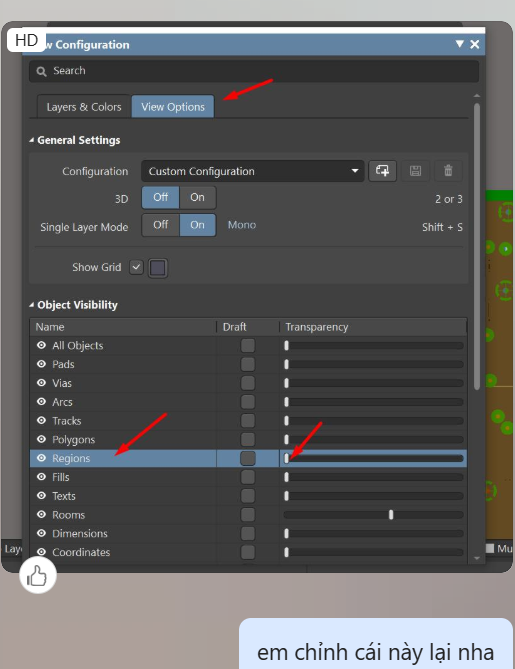 HD
w Configuration
Search
Layers & Colors
View Options
General Settings
Configuration
Custom Configuration
3D
Off
On
2 or 3
Single Layer Mode
Off
On
Mono
Shift + S
Show Grid
Object Visibility
Name
Draft
Transparency
All Objects
Pads
Vias
Arcs
Tracks
Polygons
Regions
Fills
Texts
Rooms
Dimensions
Coordinates
Laye
Mu
em chỉnh cái này lại nha